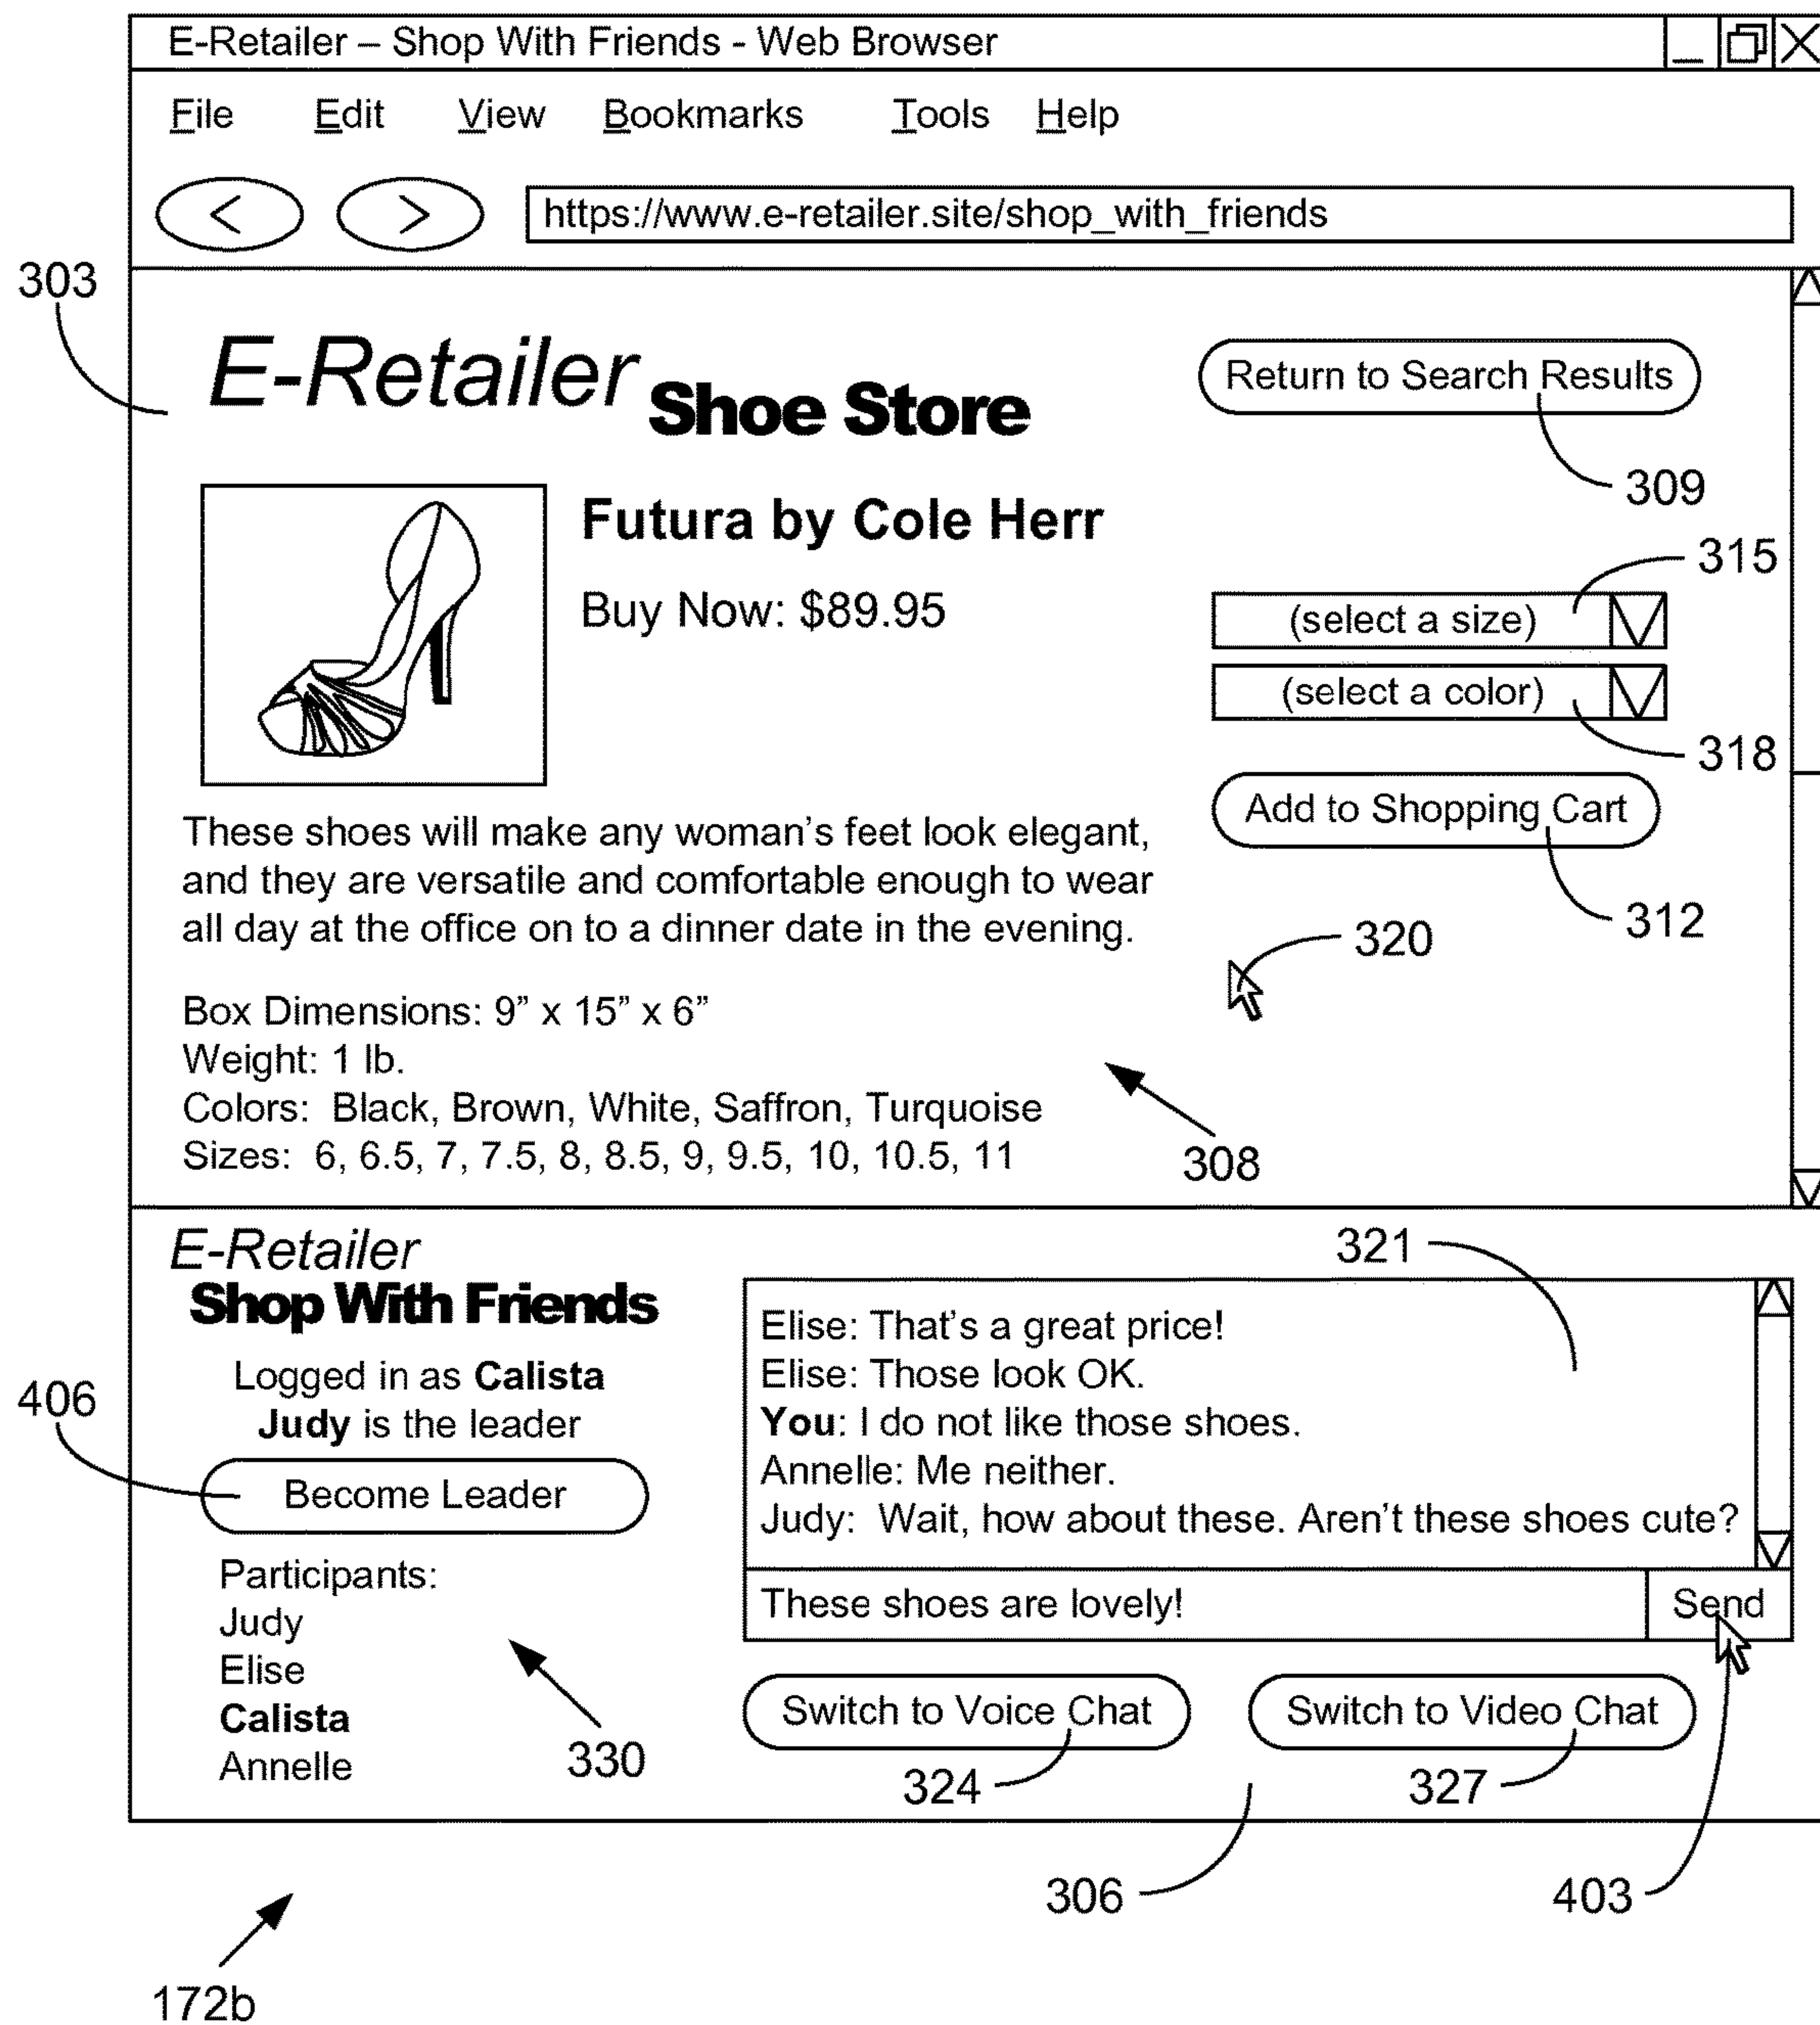 E-Retailer – Shop With Friends - Web Browser
File Edit View Bookmarks Tools Help
< > https://www.e-retailer.site/shop_with_friends
303
E-Retailer Shoe Store
Return to Search Results
309
Futura by Cole Herr
315
Buy Now: $89.95
(select a size)
(select a color)
318
Add to Shopping Cart
312
These shoes will make any woman's feet look elegant,
and they are versatile and comfortable enough to wear
all day at the office on to a dinner date in the evening.
320
Box Dimensions: 9” x 15” x 6”
Weight: 1 lb.
Colors: Black, Brown, White, Saffron, Turquoise
Sizes: 6, 6.5, 7, 7.5, 8, 8.5, 9, 9.5, 10, 10.5, 11
308
E-Retailer
Shop With Friends
321
Logged in as Calista
Judy is the leader
406
Become Leader
Participants:
Judy
Elise
Calista
Annelle
330
Elise: That's a great price!
Elise: Those look OK.
You: I do not like those shoes.
Annelle: Me neither.
Judy: Wait, how about these. Aren't these shoes cute?
These shoes are lovely!
Send
Switch to Voice Chat
Switch to Video Chat
324
327
306
403
172b